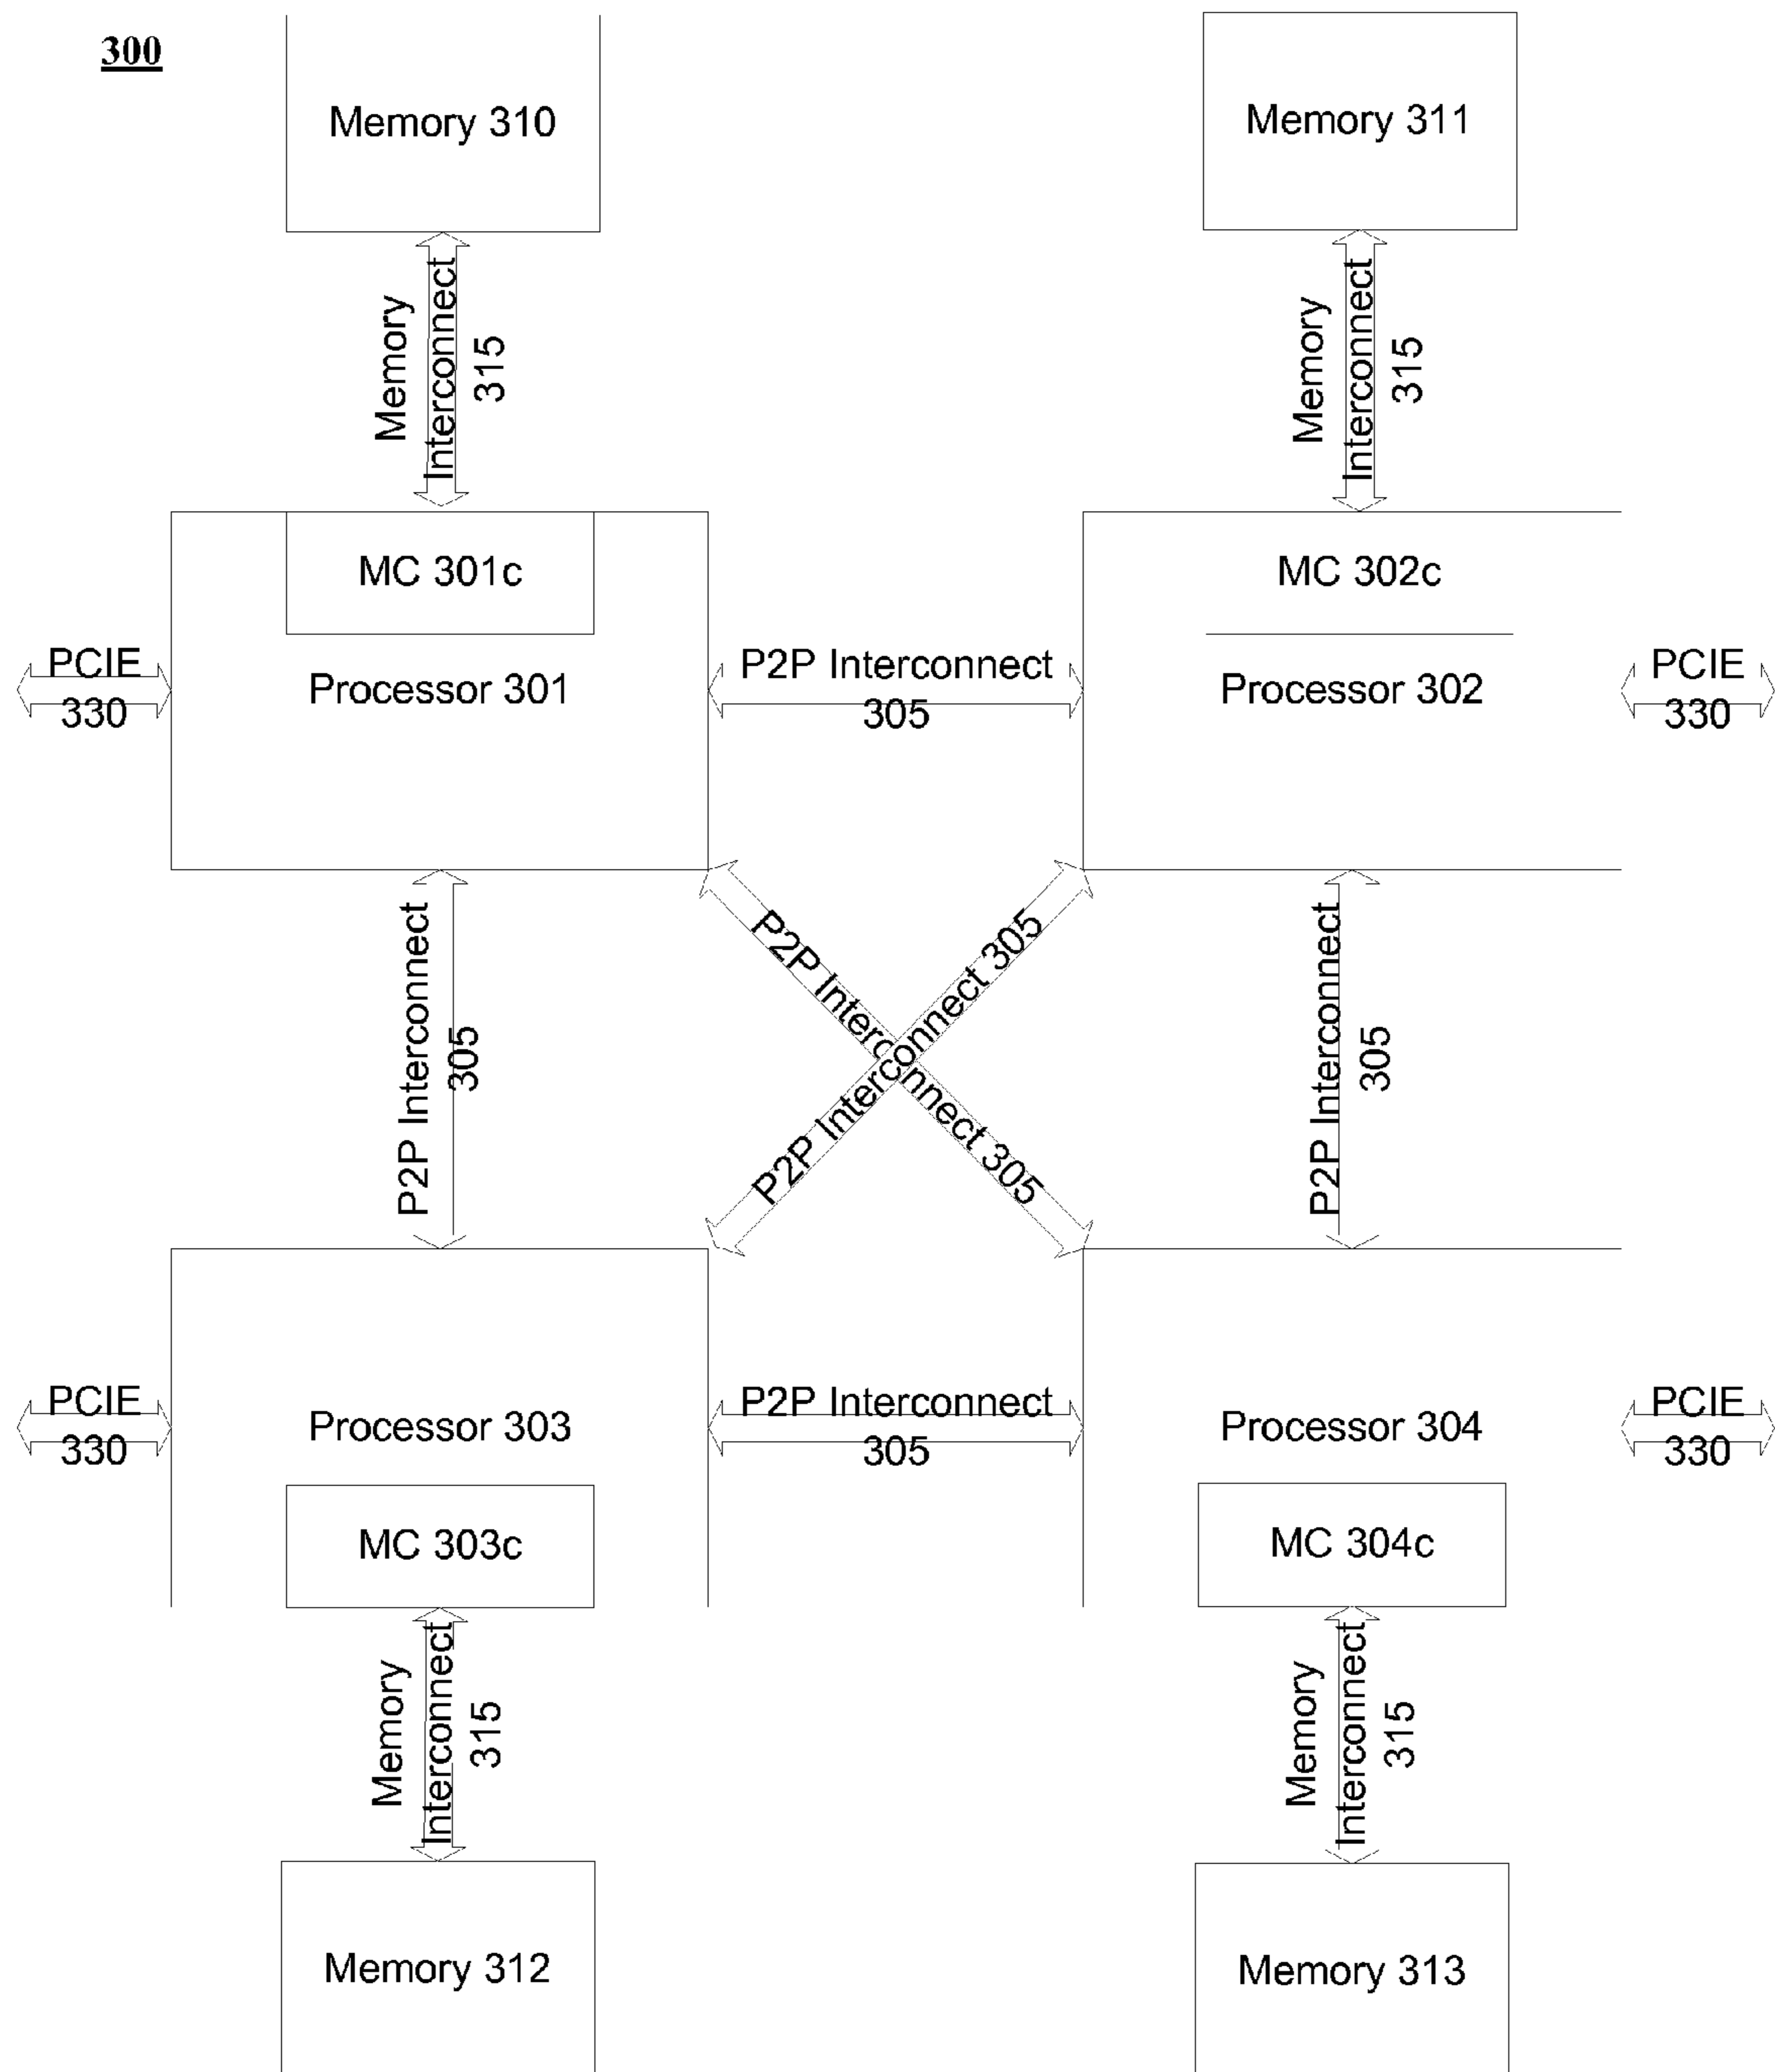 300
Memory 310
Memory 311
Memory
Interconnect
315
Memory
Interconnect
315
MC 301c
MC 302c
PCIE
330
Processor 301
P2P Interconnect
305
Processor 302
PCIE
330
P2P Interconnect
305
P2P Interconnect 305
P2P Interconnect 305
P2P Interconnect
305
PCIE
330
Processor 303
P2P Interconnect
305
Processor 304
PCIE
330
MC 303c
MC 304c
Memory
Interconnect
315
Memory
Interconnect
315
Memory 312
Memory 313